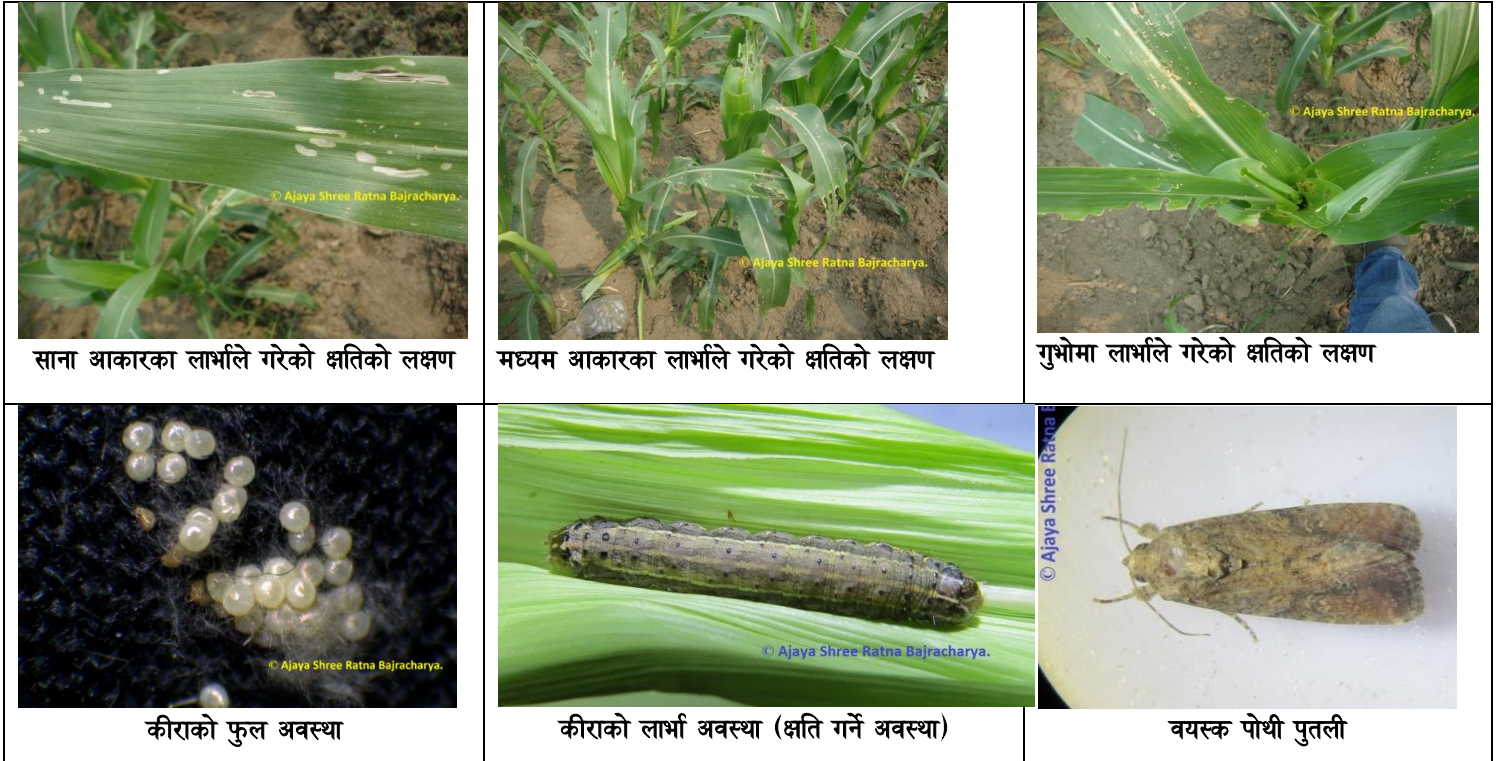 © Ajaya Shree Ratna Bajracharya.
© Ajaya Shree Ratna Bajracharya.
© Ajaya Shree Ratna Bajracharya.
साना आकारका लार्भाले गरेको क्षतिको लक्षण
मध्यम आकारका लार्भाले गरेको क्षतिको लक्षण
गुभोमा लार्भाले गरेको क्षतिको लक्षण
© Ajaya Shree Ratna Bajracharya.
© Ajaya Shree Ratna Bajracharya.
© Ajaya Shree Ratna B
कीराको फुल अवस्था
कीराको लार्भा अवस्था (क्षति गर्ने अवस्था)
वयस्क पोथी पुतली